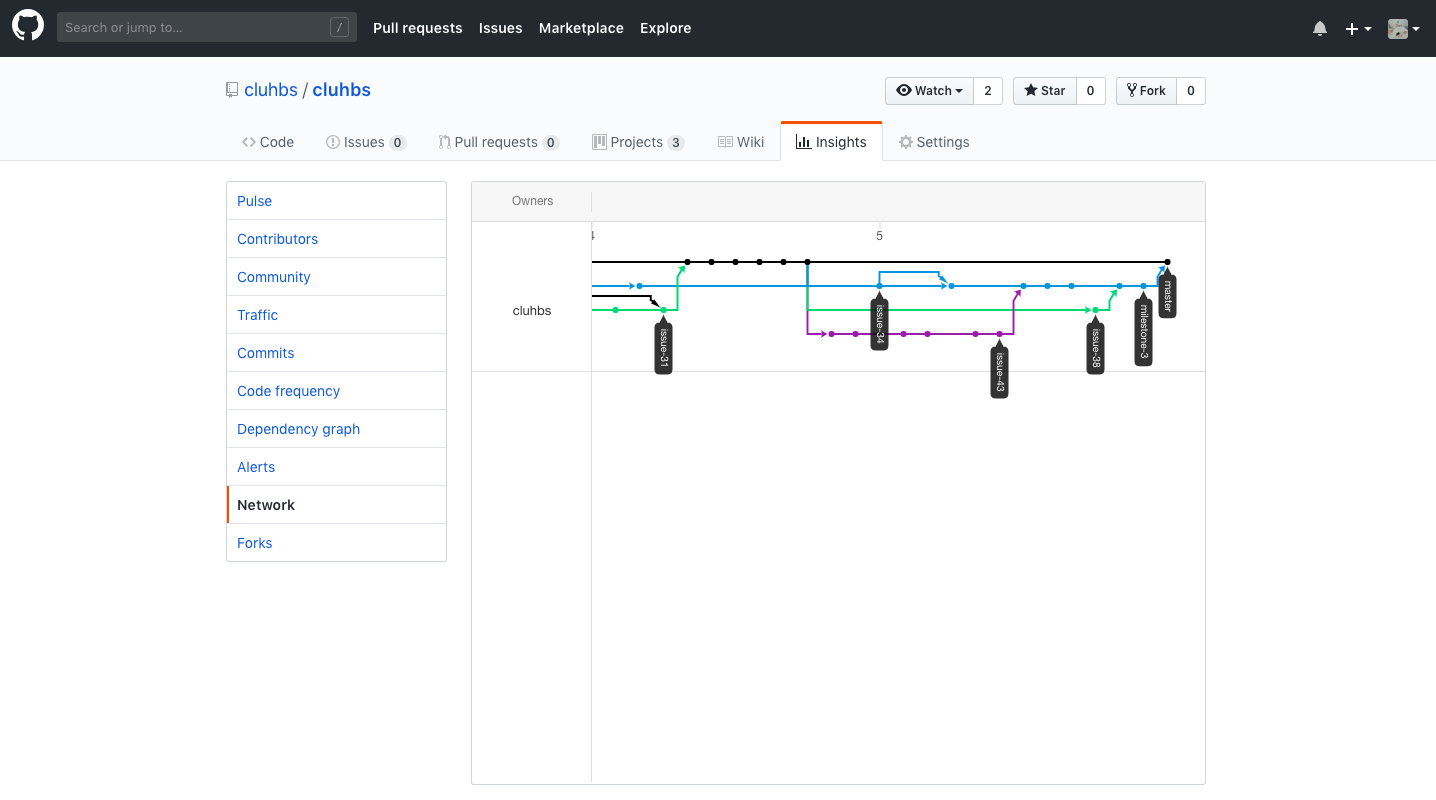 Search or jump to… /
Pull requests Issues Marketplace Explore
cluhbs / cluhbs
Watch 2 Star 0 Fork 0
Code Issues 0 Pull requests 0 Projects 3 Wiki Insights Settings
Pulse
Contributors
Community
Traffic
Commits
Code frequency
Dependency graph
Alerts
Network
Forks
Owners
4 5
cluhbs
issue-31
issue-34
issue-43
issue-38
milestone-3
master